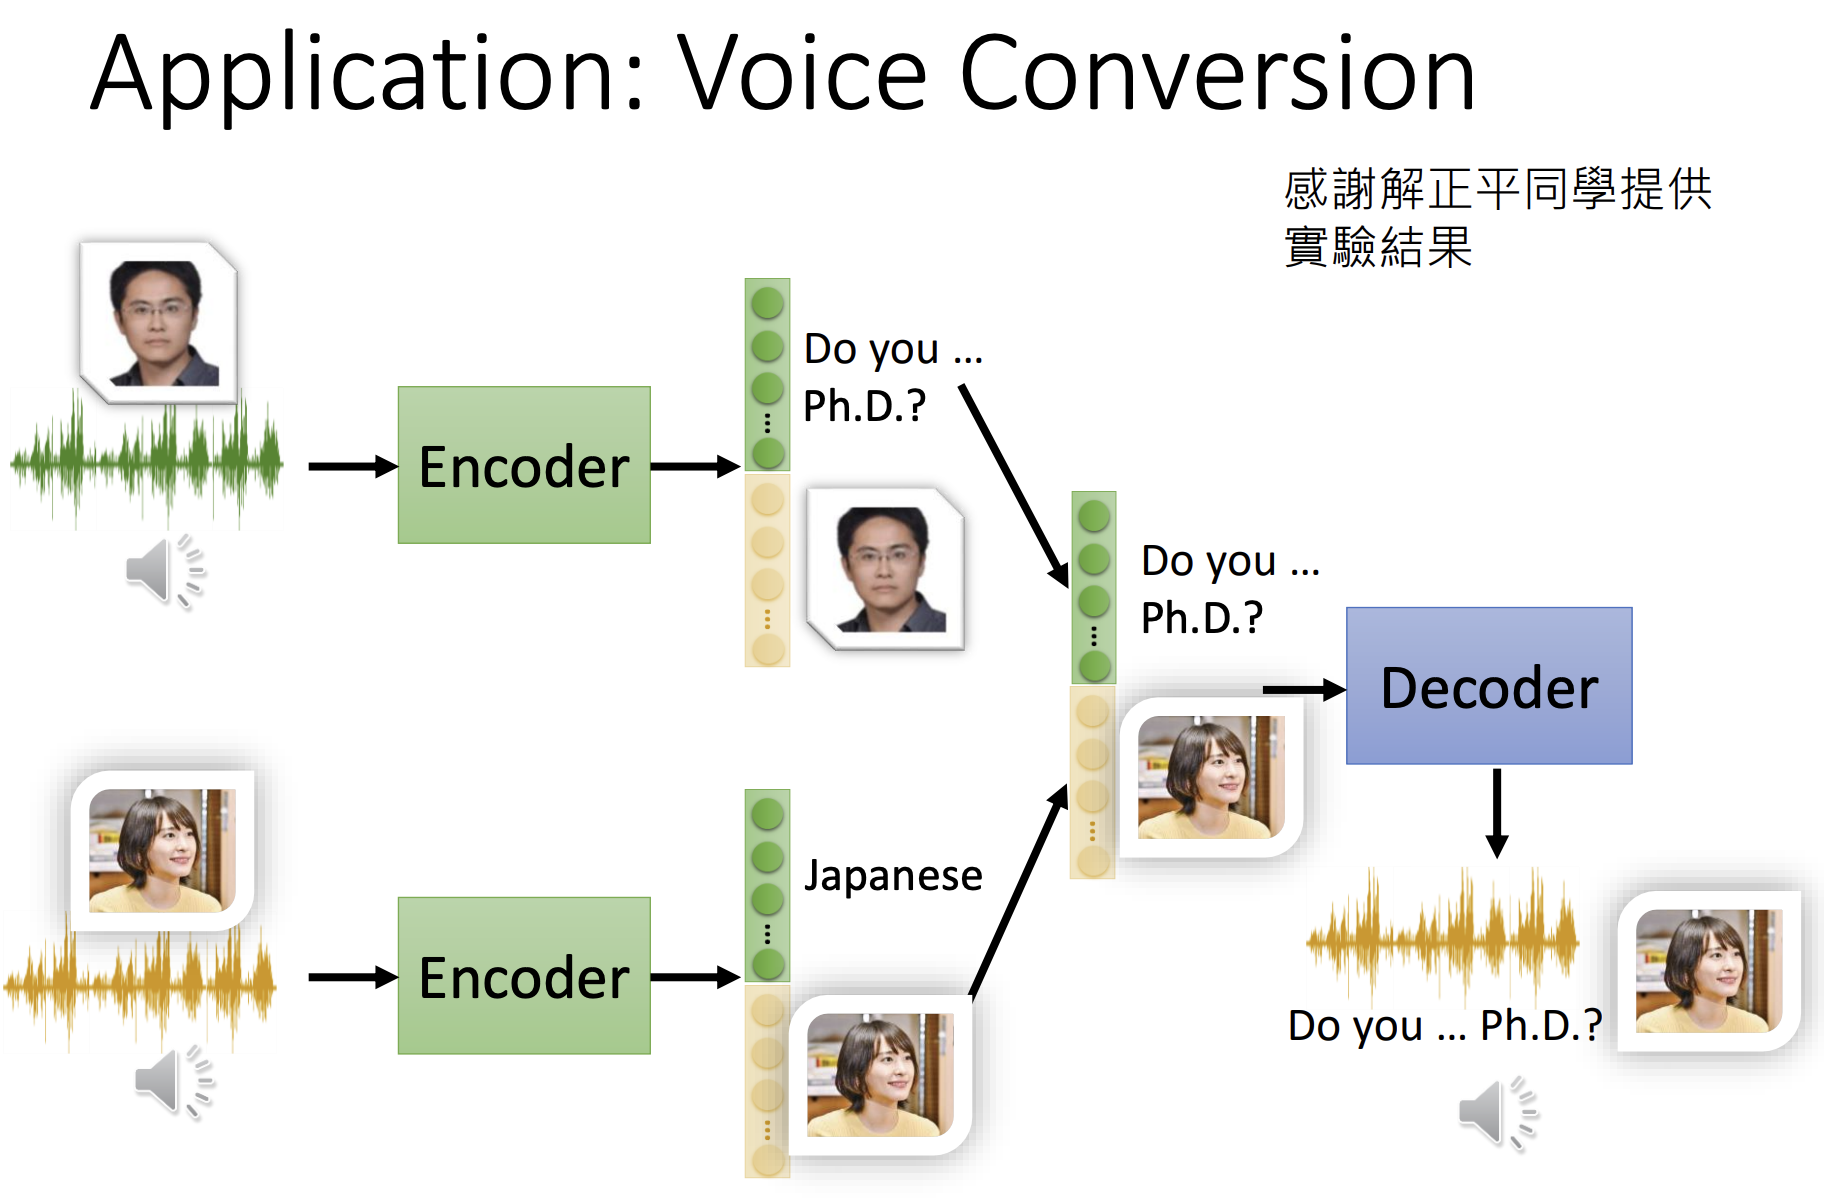 Application: Voice Conversion
感謝解正平同學提供
實驗結果
Do you …
Ph.D.?
Encoder
Do you …
Ph.D.?
Decoder
Japanese
Encoder
Do you … Ph.D.?